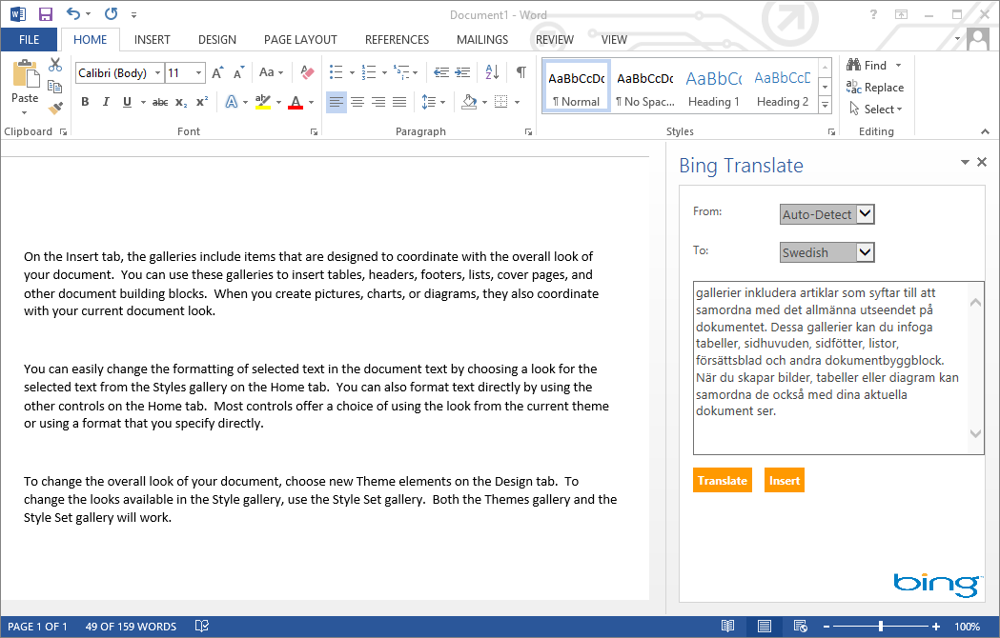 Document1 - Word
FILE HOME INSERT DESIGN PAGE LAYOUT REFERENCES MAILINGS REVIEW VIEW
Calibri (Body) 11 Aa
Paste
B I U abc x₂ x² A ab A
AaBbCcDc AaBbCcDc AaBbCc AaBbCcD
¶ Normal ¶ No Spac... Heading 1 Heading 2
Find
Replace
Select
Clipboard Font Paragraph Styles Editing
On the Insert tab, the galleries include items that are designed to coordinate with the overall look of
your document.  You can use these galleries to insert tables, headers, footers, lists, cover pages, and
other document building blocks.  When you create pictures, charts, or diagrams, they also coordinate
with your current document look.
You can easily change the formatting of selected text in the document text by choosing a look for the
selected text from the Styles gallery on the Home tab.  You can also format text directly by using the
other controls on the Home tab.  Most controls offer a choice of using the look from the current theme
or using a format that you specify directly.
To change the overall look of your document, choose new Theme elements on the Design tab.  To
change the looks available in the Style gallery, use the Style Set gallery.  Both the Themes gallery and the
Style Set gallery will work.
Bing Translate
From: Auto-Detect
To: Swedish
gallerier inkludera artiklar som syftar till att
samordna med det allmänna utseendet på
dokumentet. Dessa gallerier kan du infoga
tabeller, sidhuvuden, sidfötter, listor,
försättsblad och andra dokumentbyggblock.
När du skapar bilder, tabeller eller diagram kan
samordna de också med dina aktuella
dokument ser.
Translate Insert
bing
PAGE 1 OF 1 49 OF 159 WORDS 100%